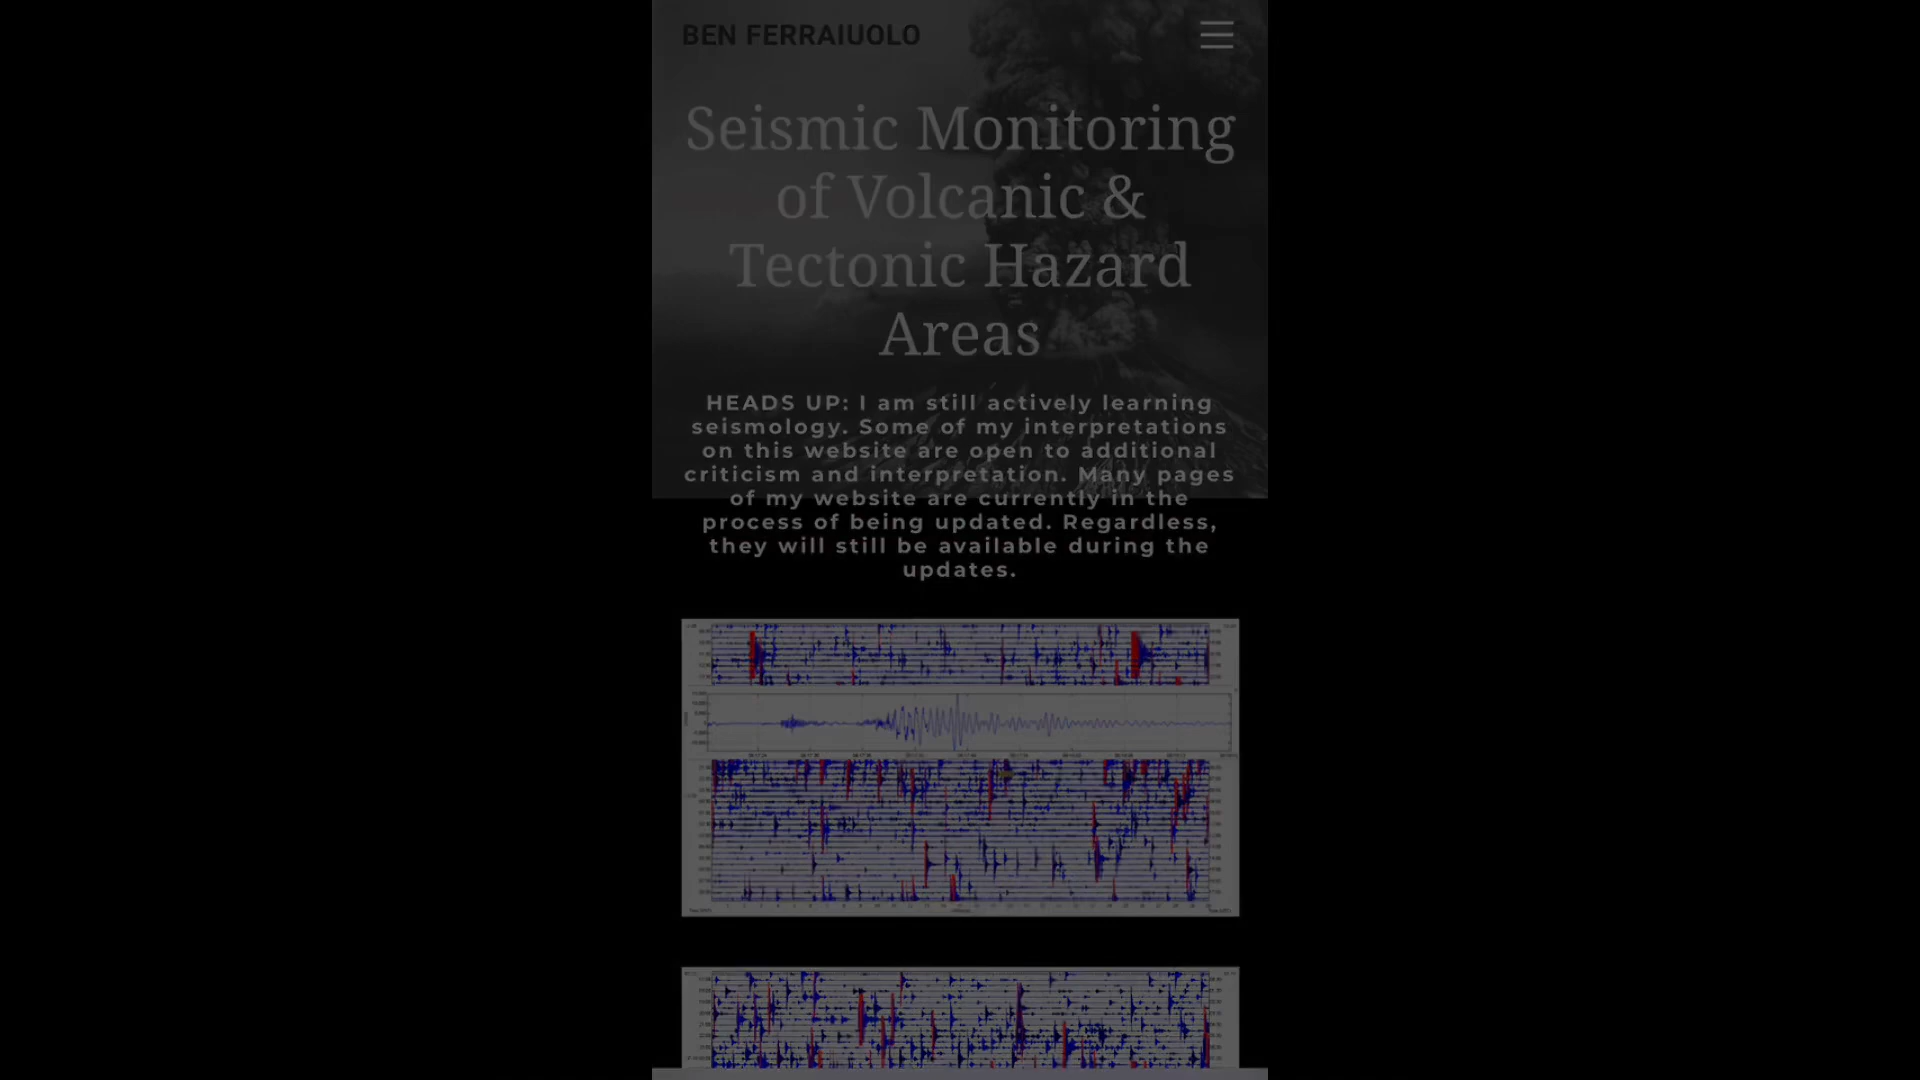 BEN FERRAIUOLO
Seismic Monitoring
of Volcanic &
Tectonic Hazard
Areas
HEADS UP: I am still actively learning
seismology. Some of my interpretations
on this website are open to additional
criticism and interpretation. Many pages
of my website are currently in the
process of being updated. Regardless,
they will still be available during the
updates.